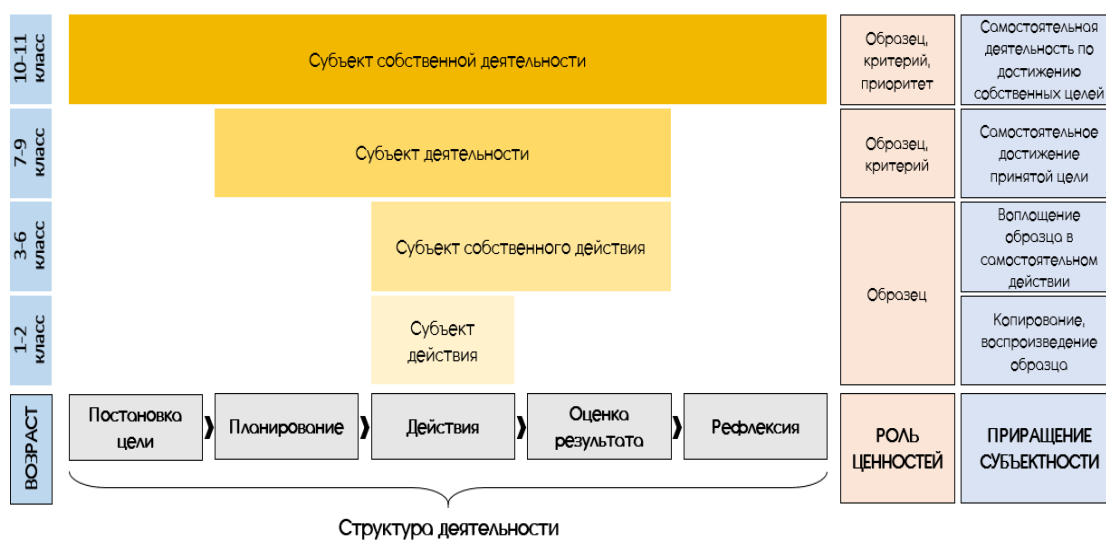 10-11
класс
Субъект собственной деятельности
Образец,
критерий,
приоритет
Самостоятельная
деятельность по
достижению
собственных целей
7-9
класс
Субъект деятельности
Образец,
критерий
Самостоятельное
достижение
принятой цели
3-6
класс
Субъект собственного действия
Воплощение
образца в
самостоятельном
действии
Образец
1-2
класс
Субъект
действия
Копирование,
воспроизведение
образца
ВОЗРАСТ
Постановка
цели
Планирование
Действия
Оценка
результата
Рефлексия
РОЛЬ
ЦЕННОСТЕЙ
ПРИРАЩЕНИЕ
СУБЪЕКТНОСТИ
Структура деятельности